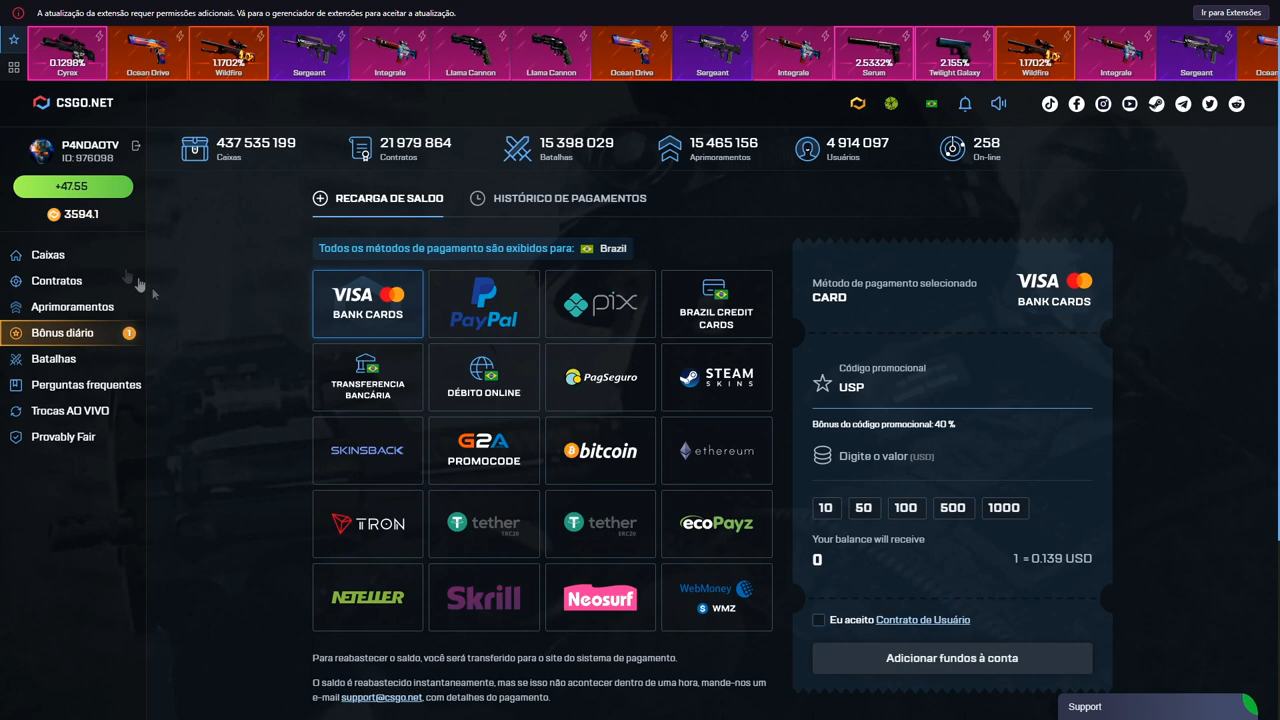 A atualização da extensão requer permissões adicionais. Vá para o gerenciador de extensões para aceitar a atualização.
Ir para Extensões
0.1298%
Cyrex
Ocean Drive
1.1702%
Wildfire
Sergeant
Integrale
Llama Cannon
Llama Cannon
Ocean Drive
Sergeant
Integrale
2.5332%
Serum
2.155%
Twilight Galaxy
1.1702%
Wildfire
Integrale
Sergeant
Ocean
CSGO.NET
P4NDAOTV
ID: 976098
+47.55
3594.1
437 535 199
Caixas
21 979 864
Contratos
15 398 029
Batalhas
15 465 156
Aprimoramentos
4 914 097
Usuários
258
On-line
Caixas
Contratos
Aprimoramentos
Bônus diário
1
Batalhas
Perguntas frequentes
Trocas AO VIVO
Provably Fair
RECARGA DE SALDO
HISTÓRICO DE PAGAMENTOS
Todos os métodos de pagamento são exibidos para:
Brazil
VISA
BANK CARDS
PayPal
pix
BRAZIL CREDIT
CARDS
TRANSFERENCIA
BANCÁRIA
DÉBITO ONLINE
PagSeguro
STEAM
SKINS
SKINSBACK
G2A
PROMOCODE
bitcoin
ethereum
TRON
tether
TRC20
tether
ERC20
ecoPayz
NETELLER
Skrill
Neosurf
WebMoney
WMZ
Para reabastecer o saldo, você será transferido para o site do sistema de pagamento.
O saldo é reabastecido instantaneamente, mas se isso não acontecer dentro de uma hora, mande-nos um
e-mail support@csgo.net, com detalhes do pagamento.
Método de pagamento selecionado
CARD
VISA
BANK CARDS
Código promocional
USP
Bônus do código promocional: 40 %
Digite o valor (USD)
10
50
100
500
1000
Your balance will receive
0
1 = 0.139 USD
Eu aceito Contrato de Usuário
Adicionar fundos à conta
Support